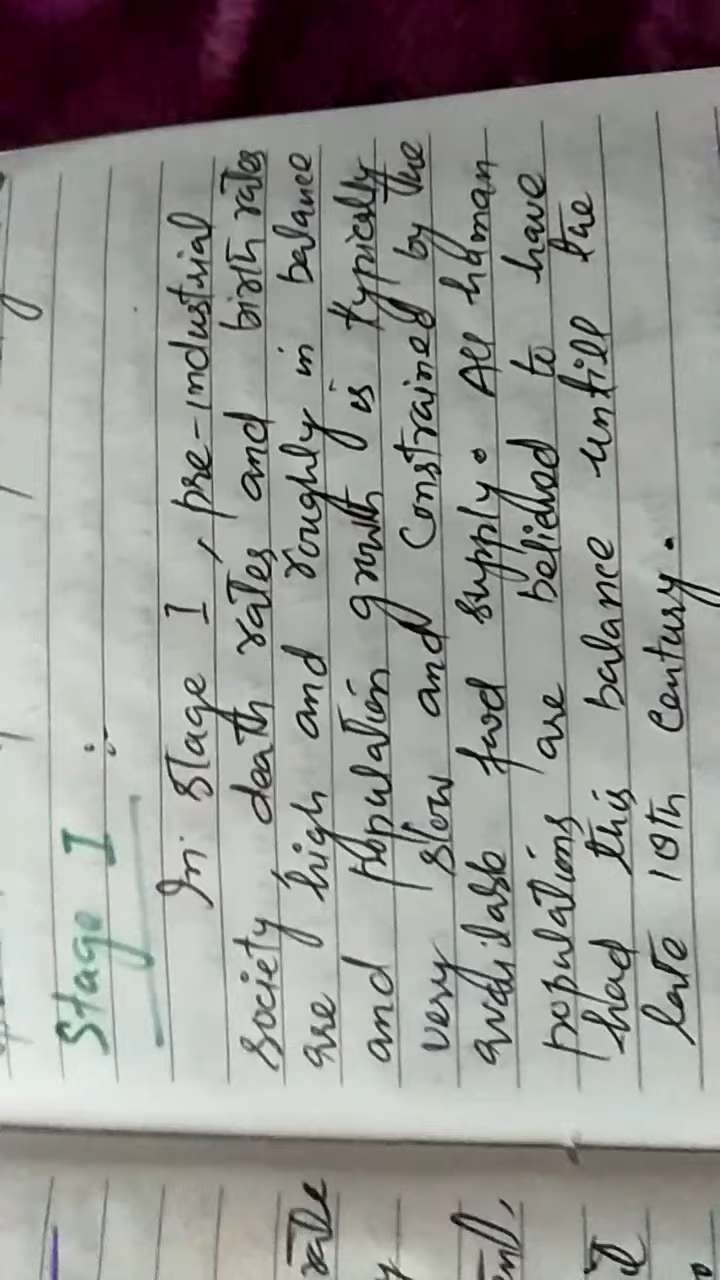 Stage I :
In Stage I, pre-industrial
society, death rates and birth rates
are high and roughly in balance
and population growth is typically
very slow and constrained by the
available food supply. All human
populations are believed to have
had this balance untill the
late 18th century.
rate